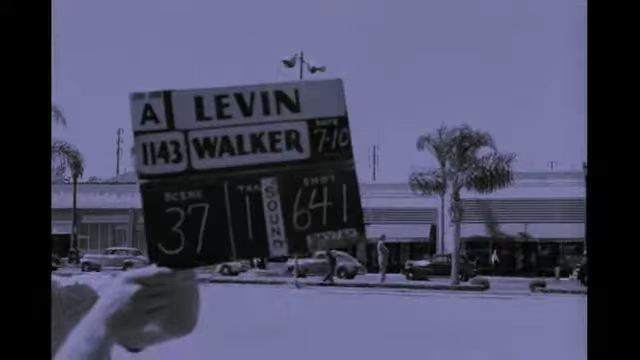 A LEVIN
1143 WALKER DATE 7-10
SCENE TAKE SHOT
37 1 SOUND 641